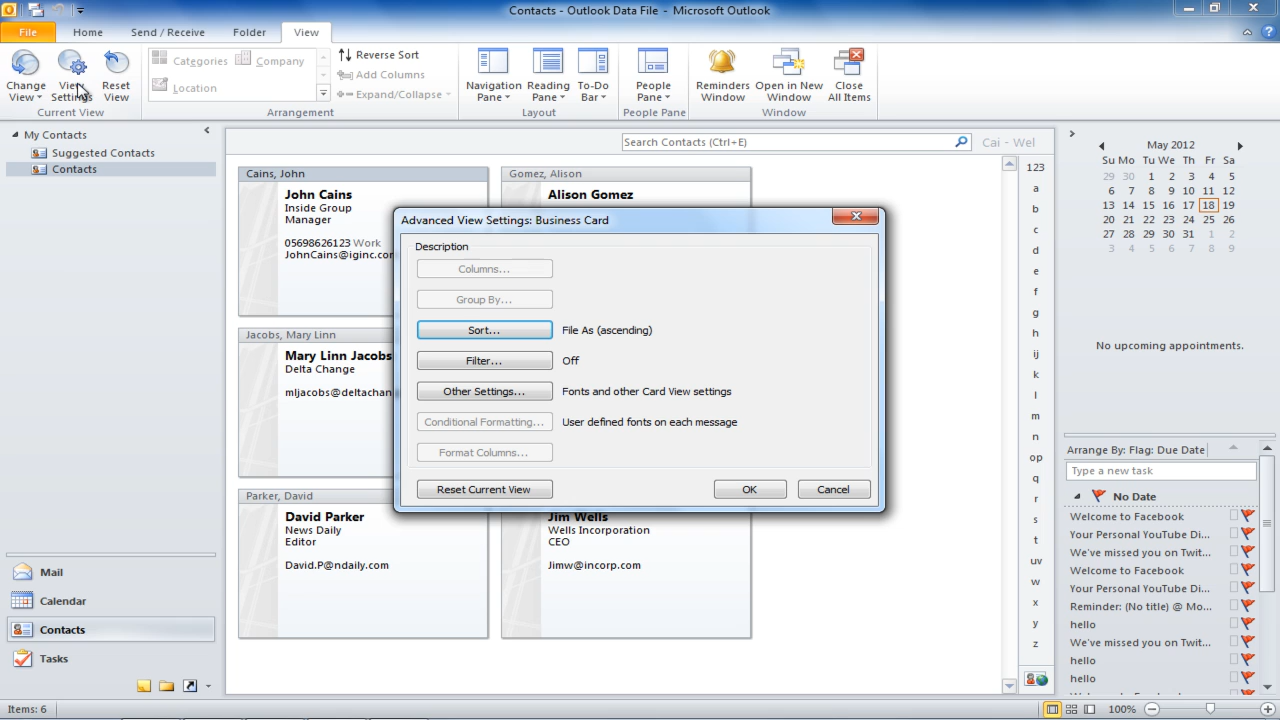 Contacts - Outlook Data File - Microsoft Outlook
File Home Send / Receive Folder View
Change View View Settings Reset View
Current View
Categories Company
Location
Reverse Sort
Add Columns
Expand/Collapse
Arrangement
Navigation Pane Reading Pane To-Do Bar
Layout
People Pane
People Pane
Reminders Window Open in New Window Close All Items
Window
My Contacts
Suggested Contacts
Contacts
Mail
Calendar
Contacts
Tasks
Search Contacts (Ctrl+E)
Cai - Wel
Cains, John
John Cains
Inside Group
Manager
05698626123 Work
JohnCains@iginc.cor
Gomez, Alison
Alison Gomez
Jacobs, Mary Linn
Mary Linn Jacobs
Delta Change
mljacobs@deltachan
Parker, David
David Parker
News Daily
Editor
David.P@ndaily.com
Jim Wells
Wells Incorporation
CEO
Jimw@incorp.com
Advanced View Settings: Business Card
Description
Columns...
Group By...
Sort... File As (ascending)
Filter... Off
Other Settings... Fonts and other Card View settings
Conditional Formatting... User defined fonts on each message
Format Columns...
Reset Current View OK Cancel
123
a
b
c
d
e
f
g
h
ij
k
l
m
n
op
q
r
s
t
uv
w
x
y
z
May 2012
Su Mo Tu We Th Fr Sa
29 30 1 2 3 4 5
6 7 8 9 10 11 12
13 14 15 16 17 18 19
20 21 22 23 24 25 26
27 28 29 30 31 1 2
3 4 5 6 7 8 9
No upcoming appointments.
Arrange By: Flag: Due Date
Type a new task
No Date
Welcome to Facebook
Your Personal YouTube Di...
We've missed you on Twit...
Welcome to Facebook
Your Personal YouTube Di...
Reminder: (No title) @ Mo...
hello
We've missed you on Twit...
hello
hello
Items: 6
100%